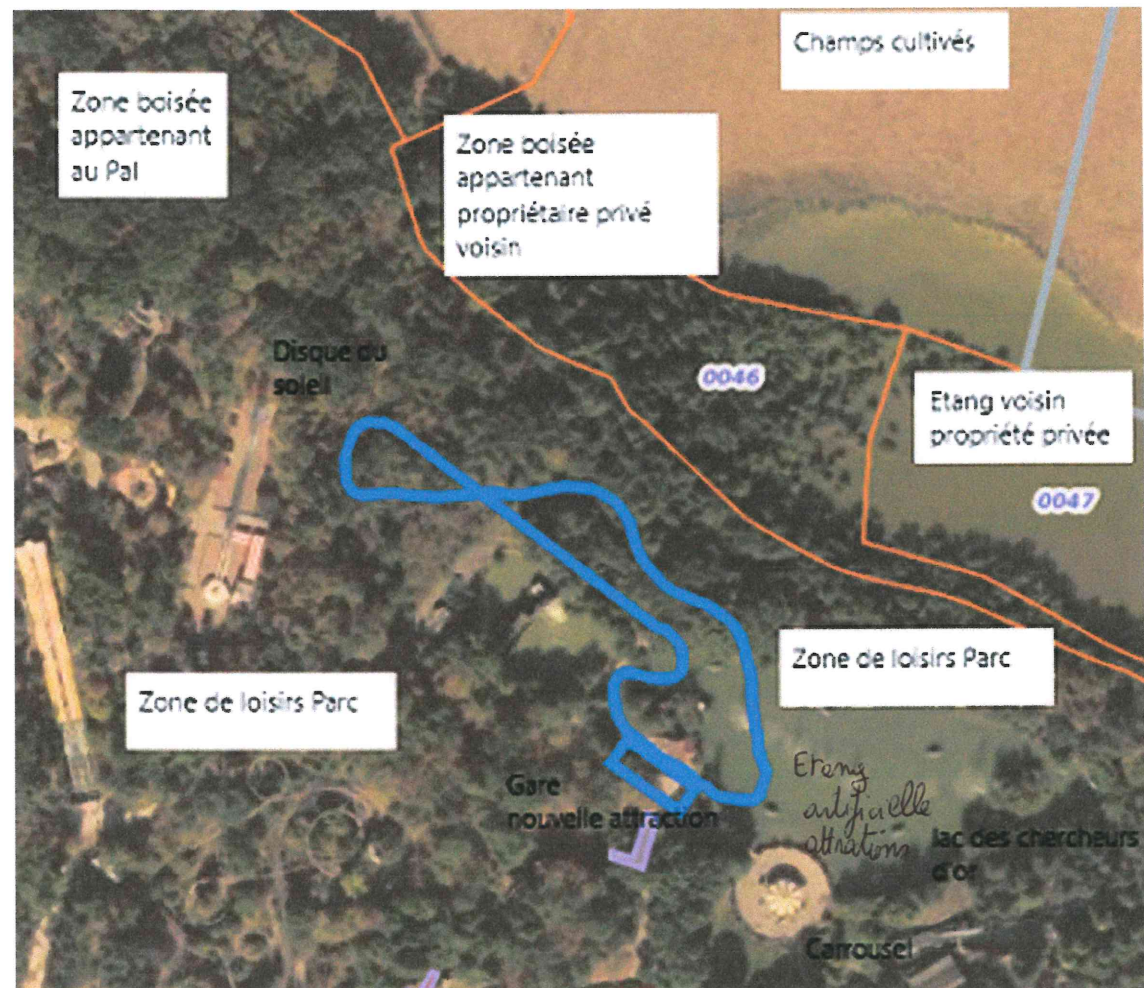 Champs cultivés
Zone boisée
appartenant
au Pal
Zone boisée
appartenant
propriétaire privé
voisin
Disque du
soleil
0046
Etang voisin
propriété privée
0047
Zone de loisirs Parc
Zone de loisirs Parc
Gare
nouvelle attraction
Etang
artificielle
attrations
lac des chercheurs
d'or
Carrousel